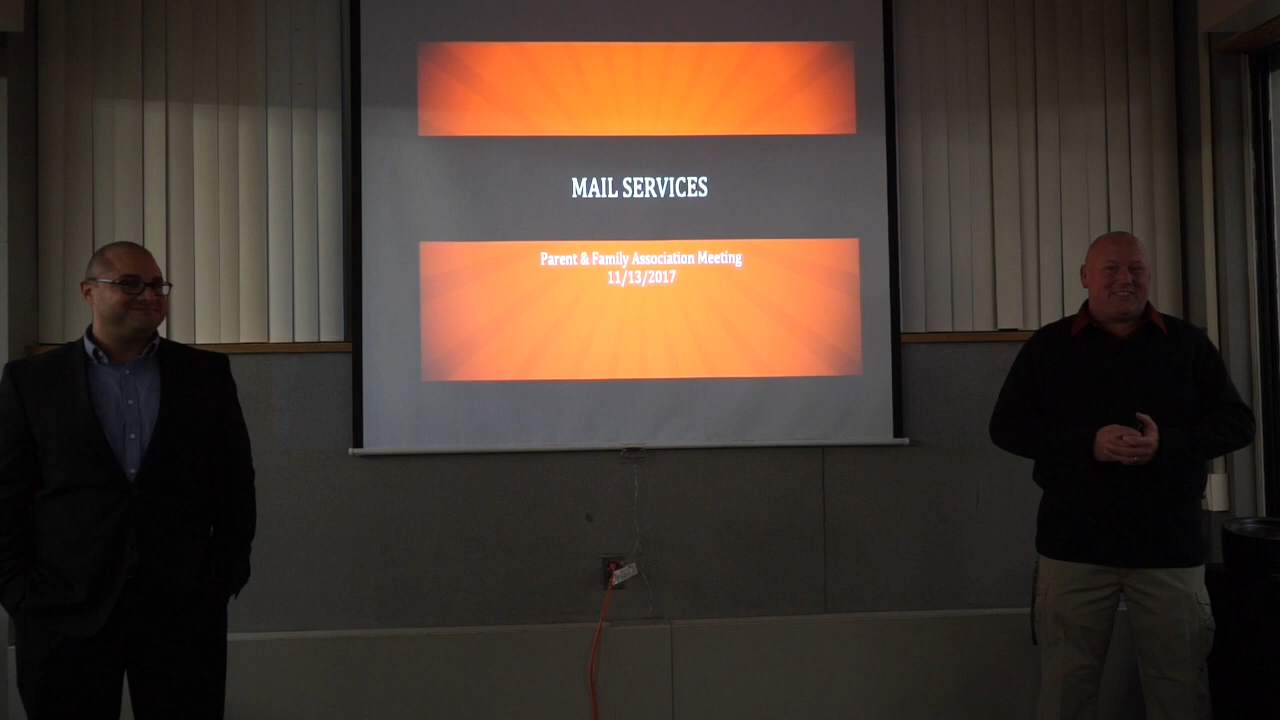 MAIL SERVICES
Parent & Family Association Meeting
11/13/2017